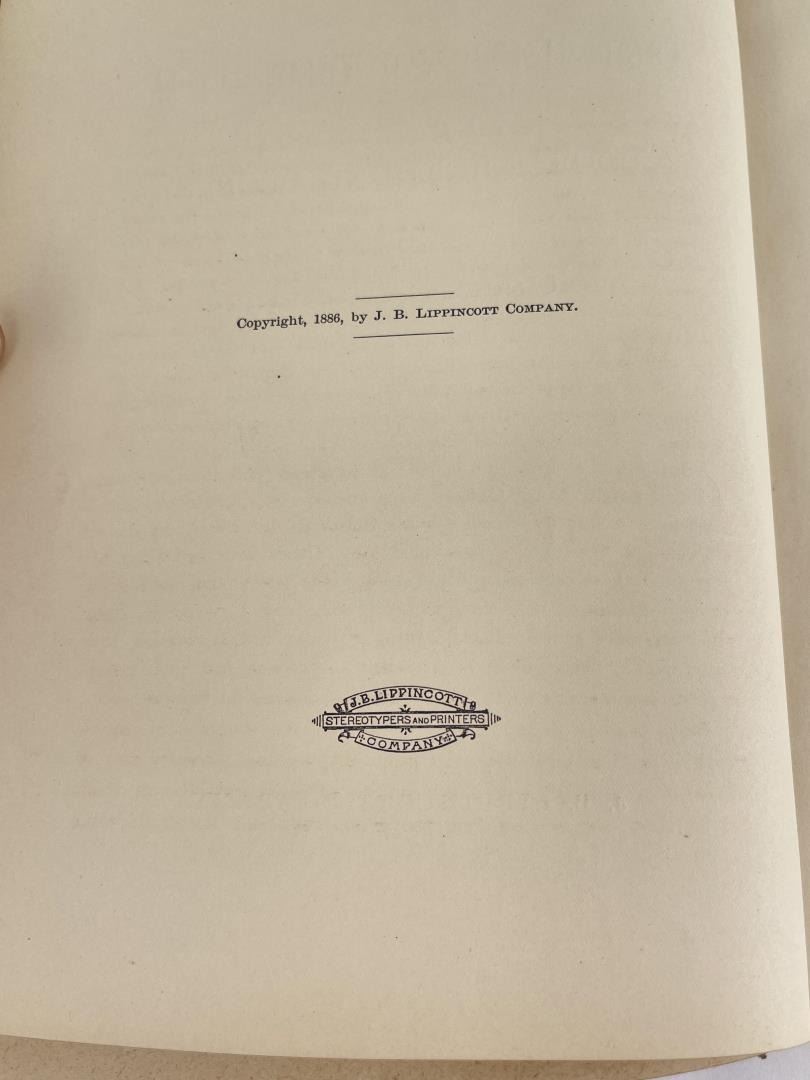 Copyright, 1886, by J. B. LIPPINCOTT COMPANY.
J.B. LIPPINCOTT
STEREOTYPERS AND PRINTERS
COMPANY